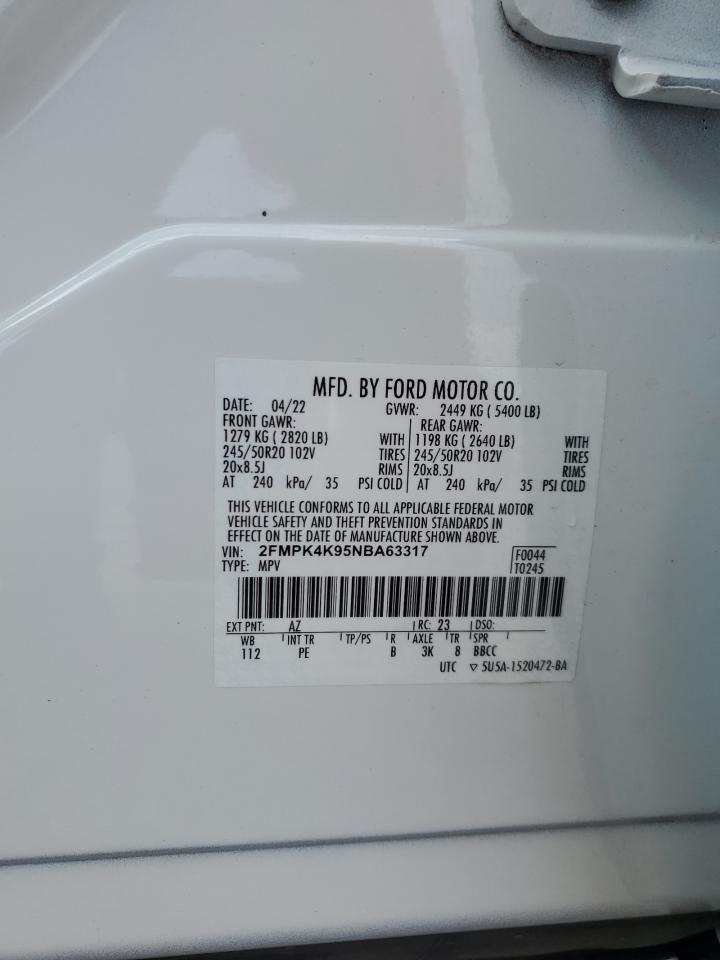 MFD. BY FORD MOTOR CO.
DATE: 04/22 GVWR: 2449 KG ( 5400 LB)
FRONT GAWR: REAR GAWR:
1279 KG ( 2820 LB) WITH 1198 KG ( 2640 LB) WITH
245/50R20 102V TIRES 245/50R20 102V TIRES
20x8.5J RIMS 20x8.5J RIMS
AT 240 kPa/ 35 PSI COLD AT 240 kPa/ 35 PSI COLD
THIS VEHICLE CONFORMS TO ALL APPLICABLE FEDERAL MOTOR
VEHICLE SAFETY AND THEFT PREVENTION STANDARDS IN
EFFECT ON THE DATE OF MANUFACTURE SHOWN ABOVE.
VIN: 2FMPK4K95NBA63317 F0044
TYPE: MPV T0245
EXT PNT: AZ RC: 23 DSO:
WB INT TR TP/PS R AXLE TR SPR
112 PE B 3K 8 BBCC
UTC ▽ 5U5A-1520472-BA